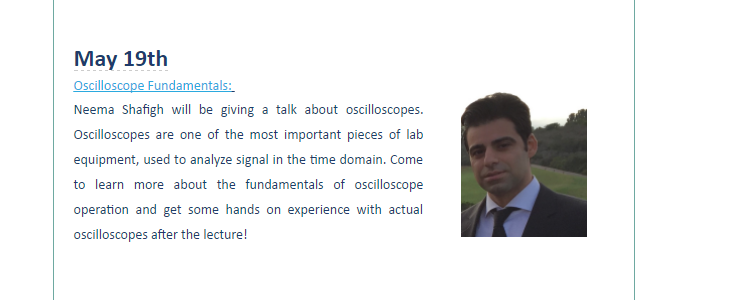 May 19th
Oscilloscope Fundamentals:
Neema Shafigh will be giving a talk about oscilloscopes.
Oscilloscopes are one of the most important pieces of lab
equipment, used to analyze signal in the time domain. Come
to learn more about the fundamentals of oscilloscope
operation and get some hands on experience with actual
oscilloscopes after the lecture!